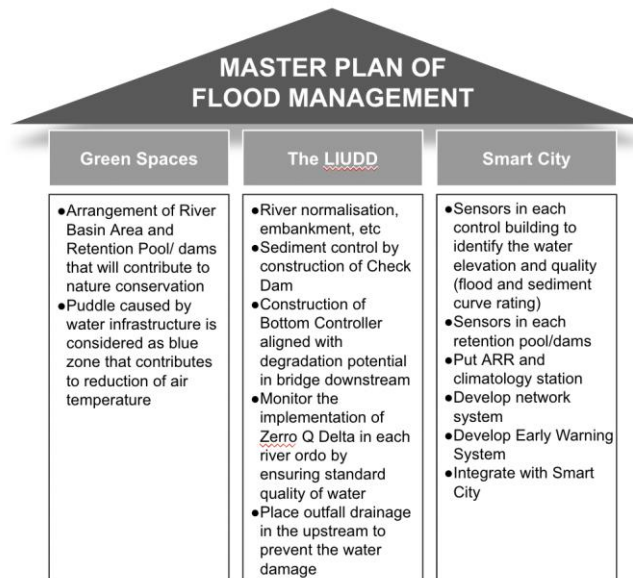 MASTER PLAN OF
FLOOD MANAGEMENT
Green Spaces
●Arrangement of River
Basin Area and
Retention Pool/ dams
that will contribute to
nature conservation
●Puddle caused by
water infrastructure is
considered as blue
zone that contributes
to reduction of air
temperature
The LIUDD
●River normalisation,
embankment, etc
●Sediment control by
construction of Check
Dam
●Construction of
Bottom Controller
aligned with
degradation potential
in bridge downstream
●Monitor the
implementation of
Zerro Q Delta in each
river ordo by
ensuring standard
quality of water
●Place outfall drainage
in the upstream to
prevent the water
damage
Smart City
●Sensors in each
control building to
identify the water
elevation and quality
(flood and sediment
curve rating)
●Sensors in each
retention pool/dams
●Put ARR and
climatology station
●Develop network
system
●Develop Early Warning
System
●Integrate with Smart
City